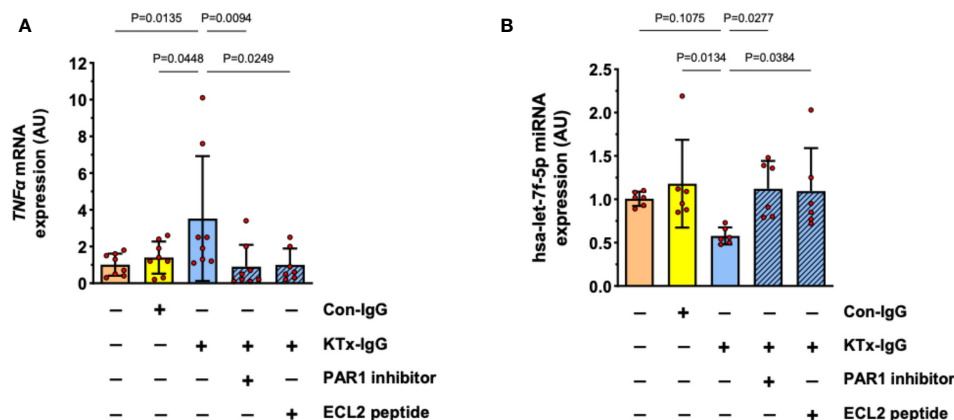 A
P=0.0135 P=0.0094
P=0.0448 P=0.0249
TNFα mRNA
expression (AU)
12
10
8
6
4
2
0
– + – – – Con-IgG
– – + + + KTx-IgG
– – – + – PAR1 inhibitor
– – – – + ECL2 peptide
B
P=0.1075 P=0.0277
P=0.0134 P=0.0384
hsa-let-7f-5p miRNA
expression (AU)
2.5
2.0
1.5
1.0
0.5
0.0
– + – – – Con-IgG
– – + + + KTx-IgG
– – – + – PAR1 inhibitor
– – – – + ECL2 peptide